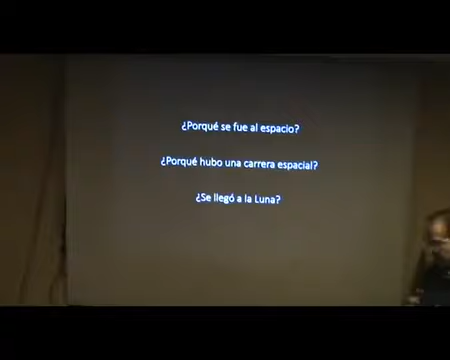 ¿Porqué se fue al espacio?
¿Porqué hubo una carrera espacial?
¿Se llegó a la Luna?